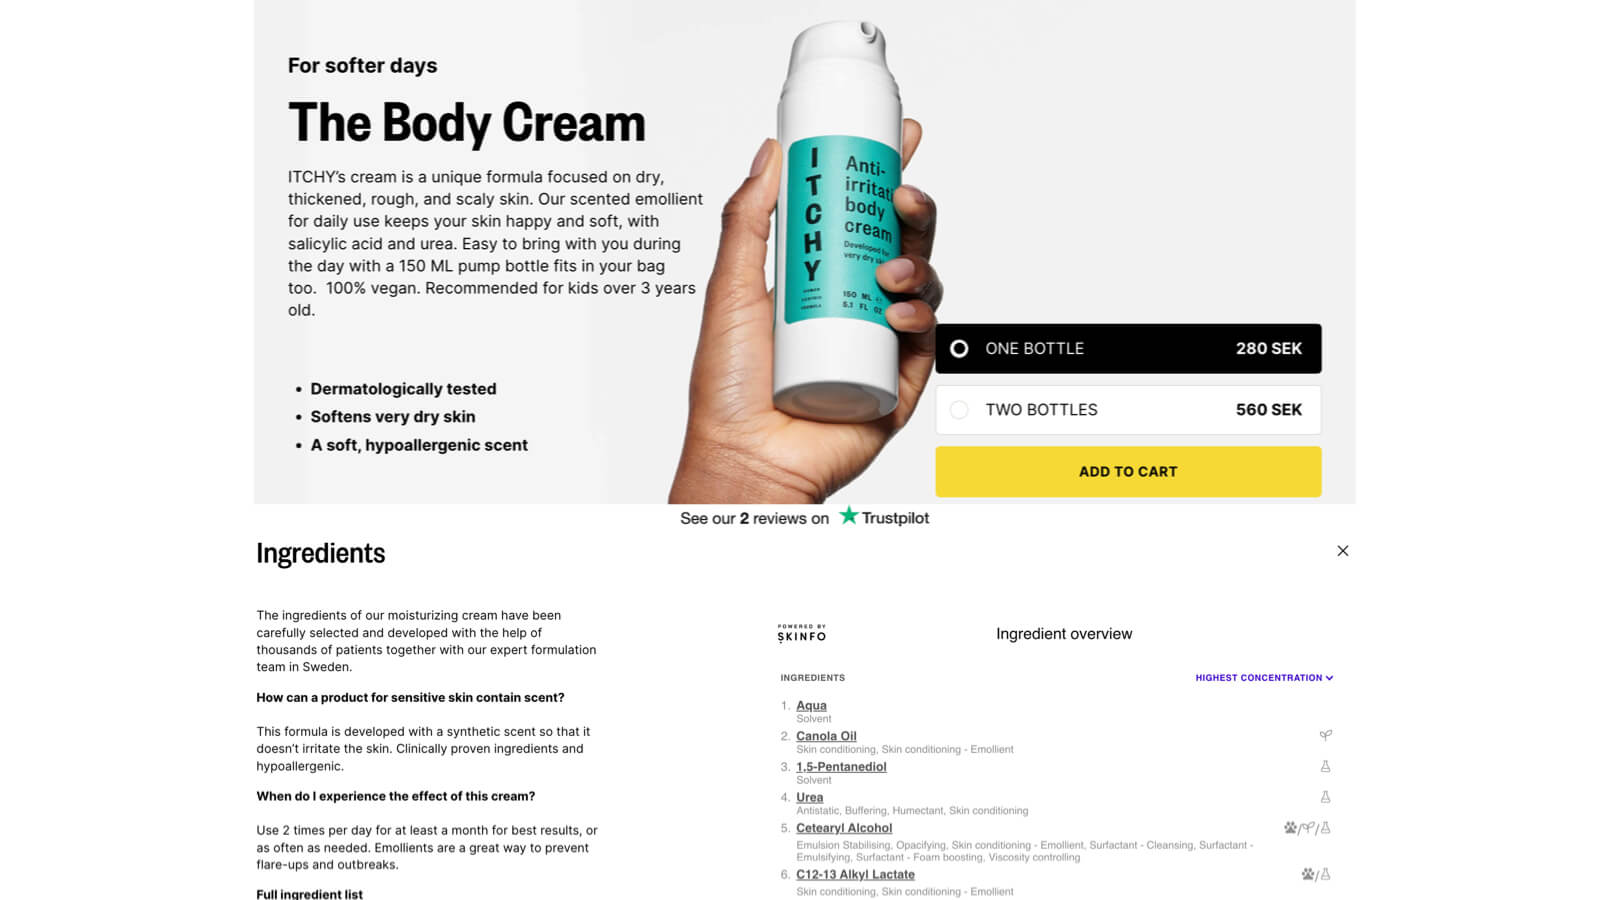 For softer days
The Body Cream
ITCHY’s cream is a unique formula focused on dry,
thickened, rough, and scaly skin. Our scented emollient
for daily use keeps your skin happy and soft, with
salicylic acid and urea. Easy to bring with you during
the day with a 150 ML pump bottle fits in your bag
too.  100% vegan. Recommended for kids over 3 years
old.
• Dermatologically tested
• Softens very dry skin
• A soft, hypoallergenic scent
ITCHY
Anti-
irritati
body
cream
Developed for
very dry
150 ML
5.1 FL OZ
ONE BOTTLE 280 SEK
TWO BOTTLES 560 SEK
ADD TO CART
See our 2 reviews on Trustpilot
Ingredients
The ingredients of our moisturizing cream have been
carefully selected and developed with the help of
thousands of patients together with our expert formulation
team in Sweden.
How can a product for sensitive skin contain scent?
This formula is developed with a synthetic scent so that it
doesn’t irritate the skin. Clinically proven ingredients and
hypoallergenic.
When do I experience the effect of this cream?
Use 2 times per day for at least a month for best results, or
as often as needed. Emollients are a great way to prevent
flare-ups and outbreaks.
Full ingredient list
POWERED BY
SKINFO
Ingredient overview
INGREDIENTS
HIGHEST CONCENTRATION
1. Aqua
Solvent
2. Canola Oil
Skin conditioning, Skin conditioning - Emollient
3. 1,5-Pentanediol
Solvent
4. Urea
Antistatic, Buffering, Humectant, Skin conditioning
5. Cetearyl Alcohol
Emulsion Stabilising, Opacifying, Skin conditioning - Emollient, Surfactant - Cleansing, Surfactant -
Emulsifying, Surfactant - Foam boosting, Viscosity controlling
6. C12-13 Alkyl Lactate
Skin conditioning, Skin conditioning - Emollient